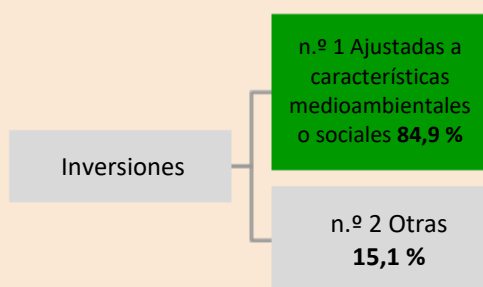 n.º 1 Ajustadas a
características
medioambientales
o sociales 84,9 %
Inversiones
n.º 2 Otras
15,1 %